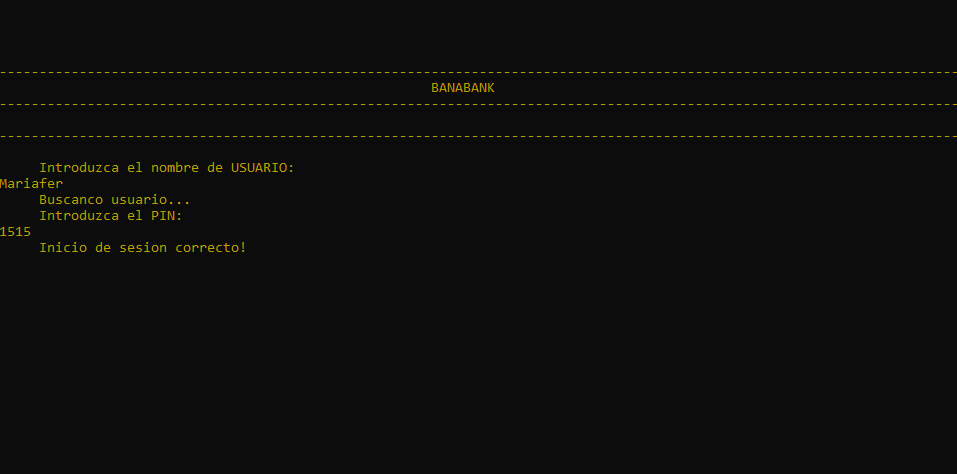 BANABANK
Introduzca el nombre de USUARIO:
Mariafer
Buscanco usuario...
Introduzca el PIN:
1515
Inicio de sesion correcto!